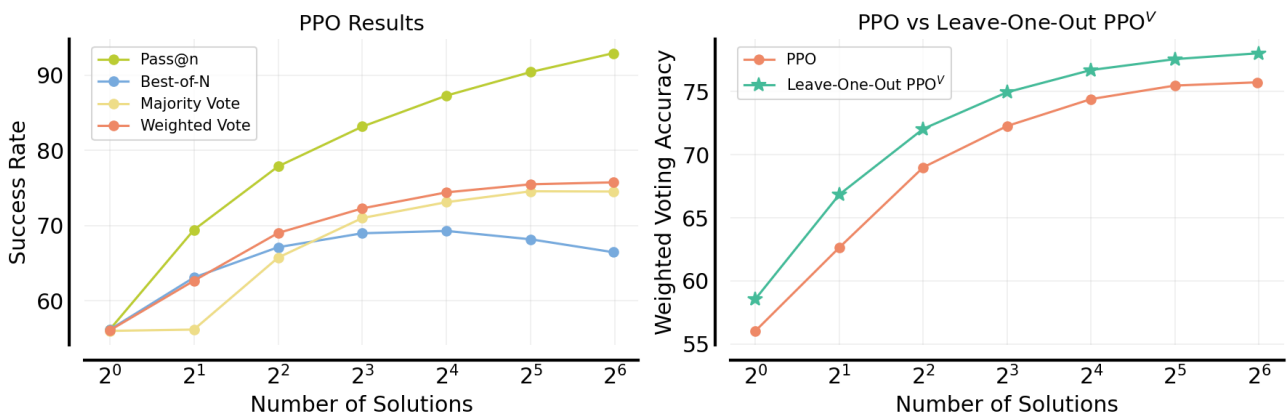 PPO Results
Success Rate
90
80
70
60
Pass@n
Best-of-N
Majority Vote
Weighted Vote
2^0 2^1 2^2 2^3 2^4 2^5 2^6
Number of Solutions
PPO vs Leave-One-Out PPO^V
Weighted Voting Accuracy
75
70
65
60
55
PPO
Leave-One-Out PPO^V
2^0 2^1 2^2 2^3 2^4 2^5 2^6
Number of Solutions